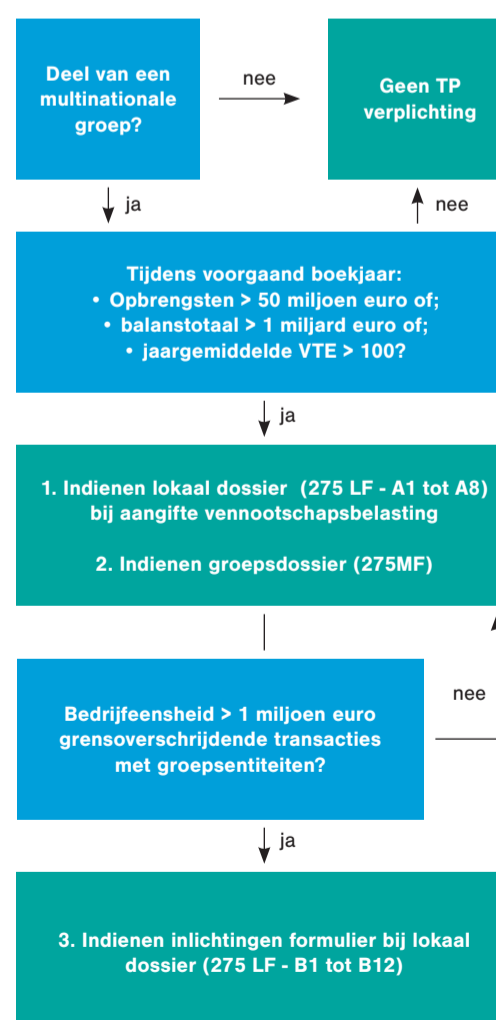 Deel van een
multinationale
groep?
nee
Geen TP
verplichting
ja
nee
Tijdens voorgaand boekjaar:
• Opbrengsten > 50 miljoen euro of;
• balanstotaal > 1 miljard euro of;
• jaargemiddelde VTE > 100?
ja
1. Indienen lokaal dossier (275 LF - A1 tot A8)
bij aangifte vennootschapsbelasting
2. Indienen groepsdossier (275MF)
Bedrijfeensheid > 1 miljoen euro
grensoverschrijdende transacties
met groepsentiteiten?
nee
ja
3. Indienen inlichtingen formulier bij lokaal
dossier (275 LF - B1 tot B12)